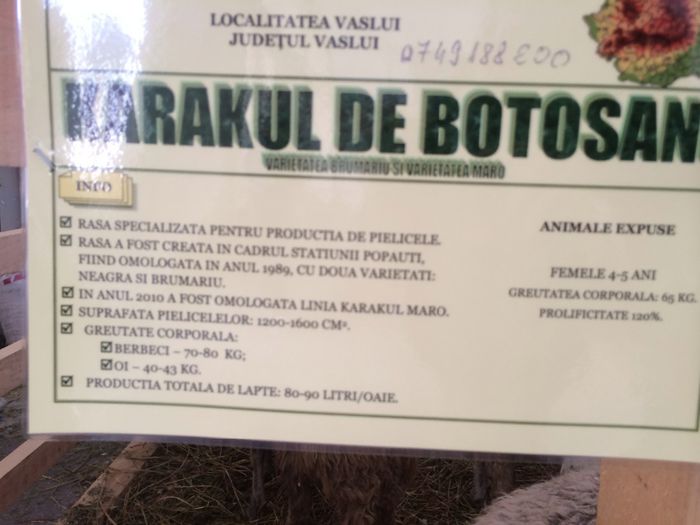 LOCALITATEA VASLUI
JUDEȚUL VASLUI
0749188200
KARAKUL DE BOTOSANI
VARIETATEA BRUMARIU SI VARIETATEA MARO
INFO
RASA SPECIALIZATA PENTRU PRODUCTIA DE PIELICELE.
RASA A FOST CREATA IN CADRUL STATIUNII POPAUTI,
FIIND OMOLOGATA IN ANUL 1989, CU DOUA VARIETATI:
NEAGRA SI BRUMARIU.
IN ANUL 2010 A FOST OMOLOGATA LINIA KARAKUL MARO.
SUPRAFATA PIELICELELOR: 1200-1600 CM².
GREUTATE CORPORALA:
BERBECI – 70-80 KG;
OI – 40-43 KG.
PRODUCTIA TOTALA DE LAPTE: 80-90 LITRI/OAIE.
ANIMALE EXPUSE
FEMELE 4-5 ANI
GREUTATEA CORPORALA: 65 KG.
PROLIFICITATE 120%.